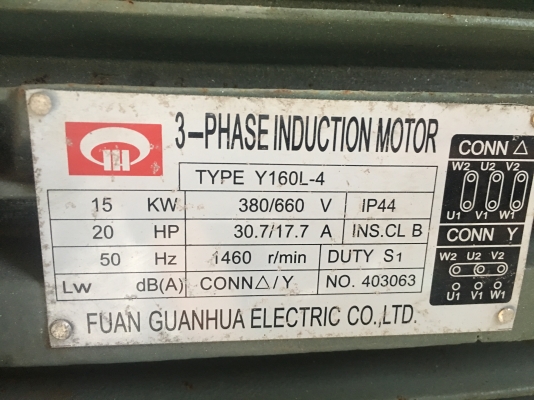 3-PHASE INDUCTION MOTOR
TYPE Y160L-4
15 KW 380/660 V IP44
20 HP 30.7/17.7 A INS.CL B
50 Hz 1460 r/min DUTY S1
Lw dB(A) CONN△/Y NO. 403063
FUAN GUANHUA ELECTRIC CO.,LTD.
CONN △
W2 U2 V2
U1 V1 W1
CONN Y
W2 U2 V2
U1 V1 W1